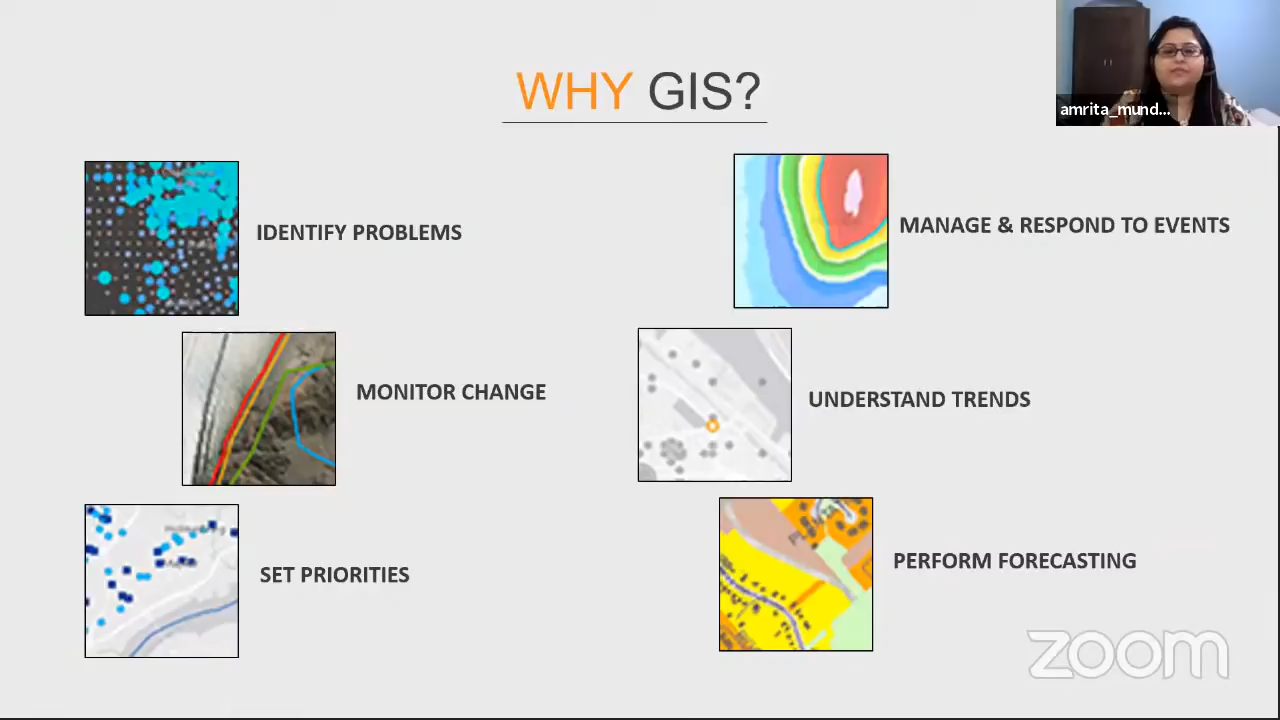 WHY GIS?
amrita_mund...
IDENTIFY PROBLEMS
MANAGE & RESPOND TO EVENTS
MONITOR CHANGE
UNDERSTAND TRENDS
SET PRIORITIES
PERFORM FORECASTING
zoom